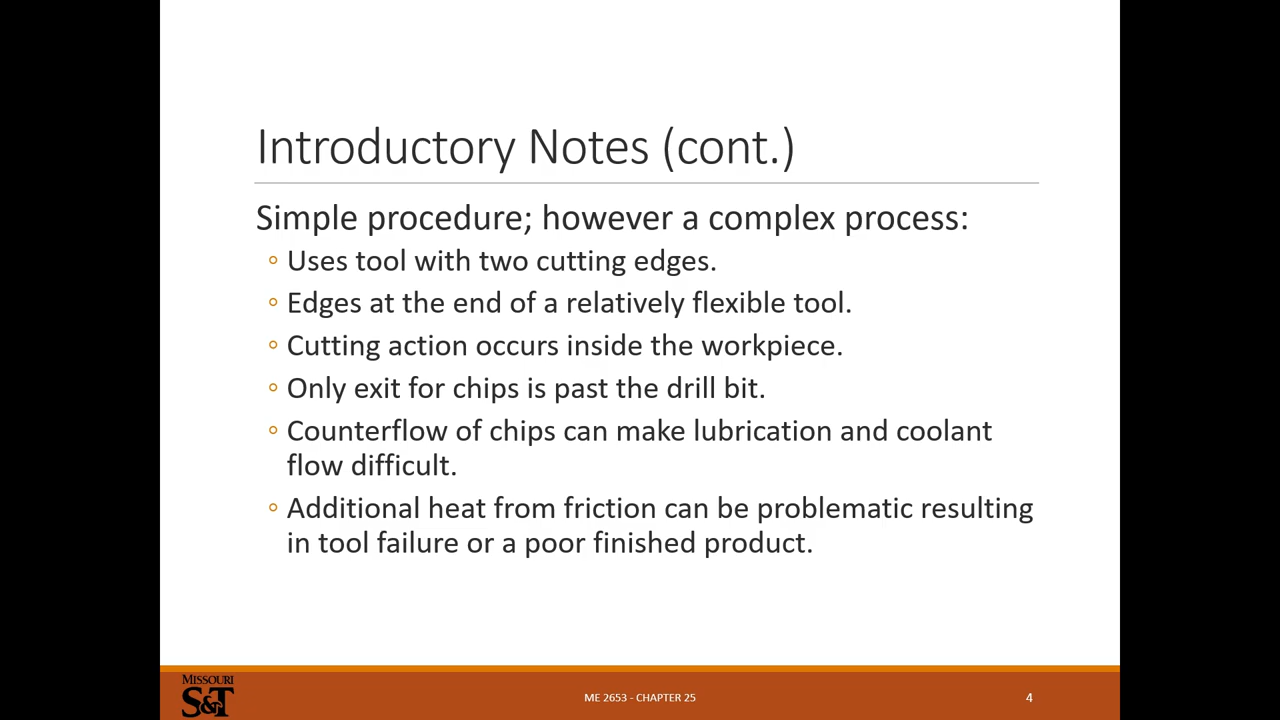 Introductory Notes (cont.)
Simple procedure; however a complex process:
◦ Uses tool with two cutting edges.
◦ Edges at the end of a relatively flexible tool.
◦ Cutting action occurs inside the workpiece.
◦ Only exit for chips is past the drill bit.
◦ Counterflow of chips can make lubrication and coolant
flow difficult.
◦ Additional heat from friction can be problematic resulting
in tool failure or a poor finished product.
MISSOURI
S&T
ME 2653 - CHAPTER 25
4